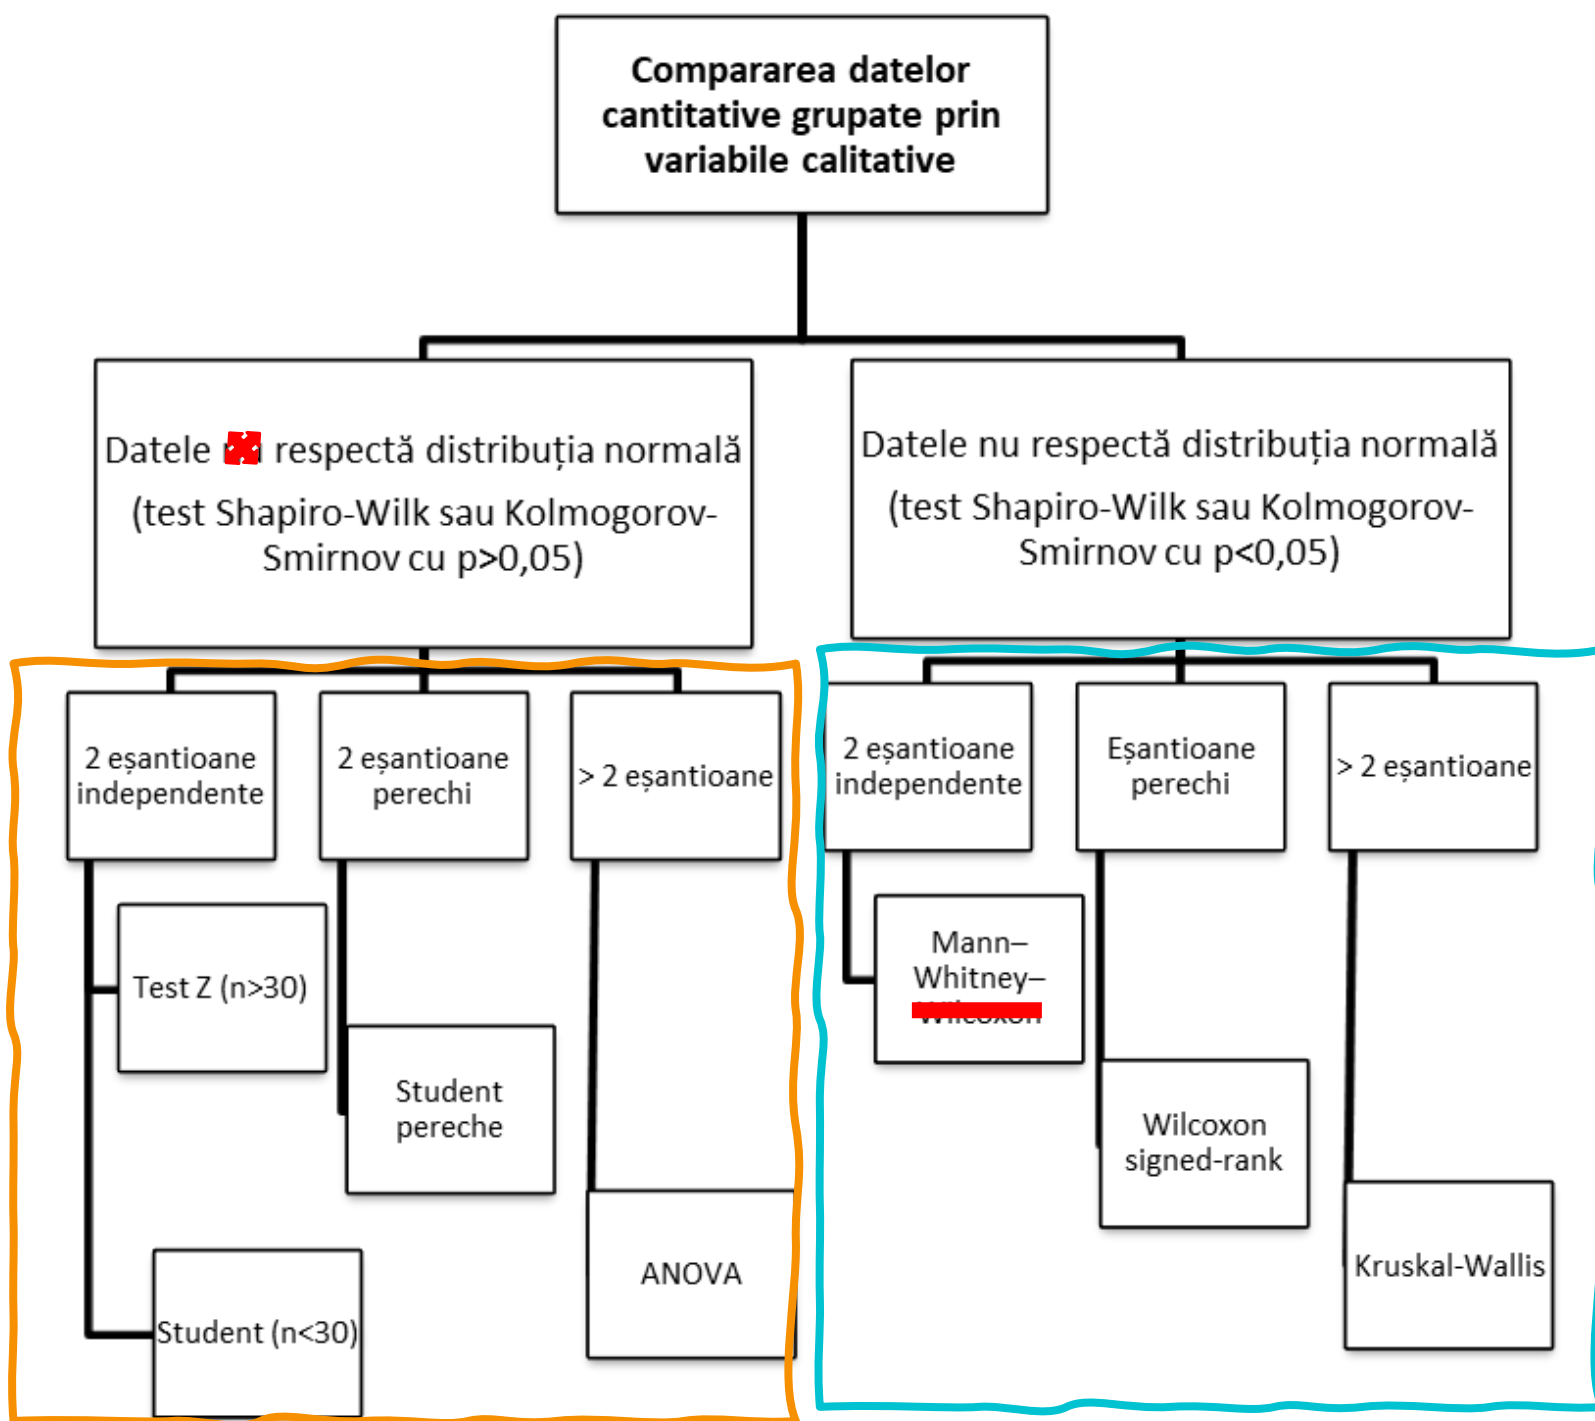 Compararea datelor
cantitative grupate prin
variabile calitative
Datele respectă distribuția normală
(test Shapiro-Wilk sau Kolmogorov-
Smirnov cu p>0,05)
Datele nu respectă distribuția normală
(test Shapiro-Wilk sau Kolmogorov-
Smirnov cu p<0,05)
2 eșantioane
independente
2 eșantioane
perechi
> 2 eșantioane
2 eșantioane
independente
Eșantioane
perechi
> 2 eșantioane
Test Z (n>30)
Student
pereche
Student (n<30)
ANOVA
Mann–
Whitney–
Wilcoxon
signed-rank
Kruskal-Wallis